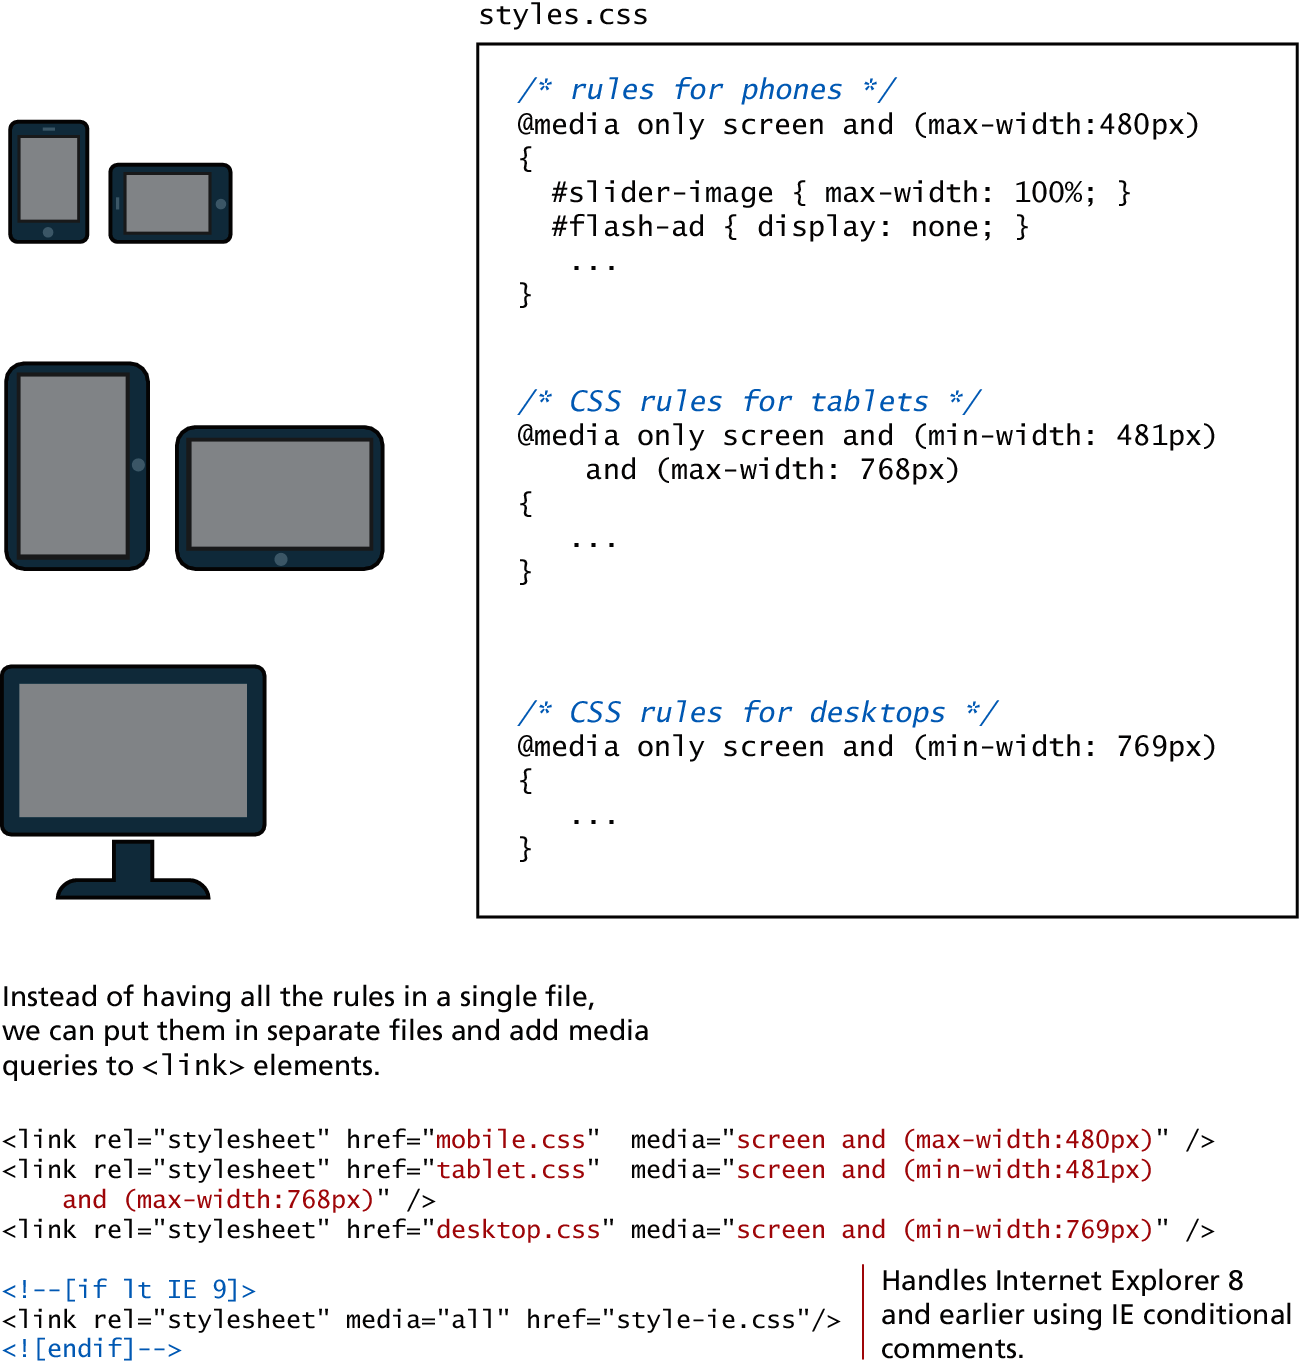 styles.css
/* rules for phones */
@media only screen and (max-width:480px)
{
#slider-image { max-width: 100%; }
#flash-ad { display: none; }
...
}
/* CSS rules for tablets */
@media only screen and (min-width: 481px)
and (max-width: 768px)
{
...
}
/* CSS rules for desktops */
@media only screen and (min-width: 769px)
{
...
}
Instead of having all the rules in a single file,
we can put them in separate files and add media
queries to <link> elements.
<link rel="stylesheet" href="mobile.css" media="screen and (max-width:480px)" />
<link rel="stylesheet" href="tablet.css" media="screen and (min-width:481px)
and (max-width:768px)" />
<link rel="stylesheet" href="desktop.css" media="screen and (min-width:769px)" />
<!--[if lt IE 9]>
<link rel="stylesheet" media="all" href="style-ie.css"/>
<![endif]-->
Handles Internet Explorer 8
and earlier using IE conditional
comments.